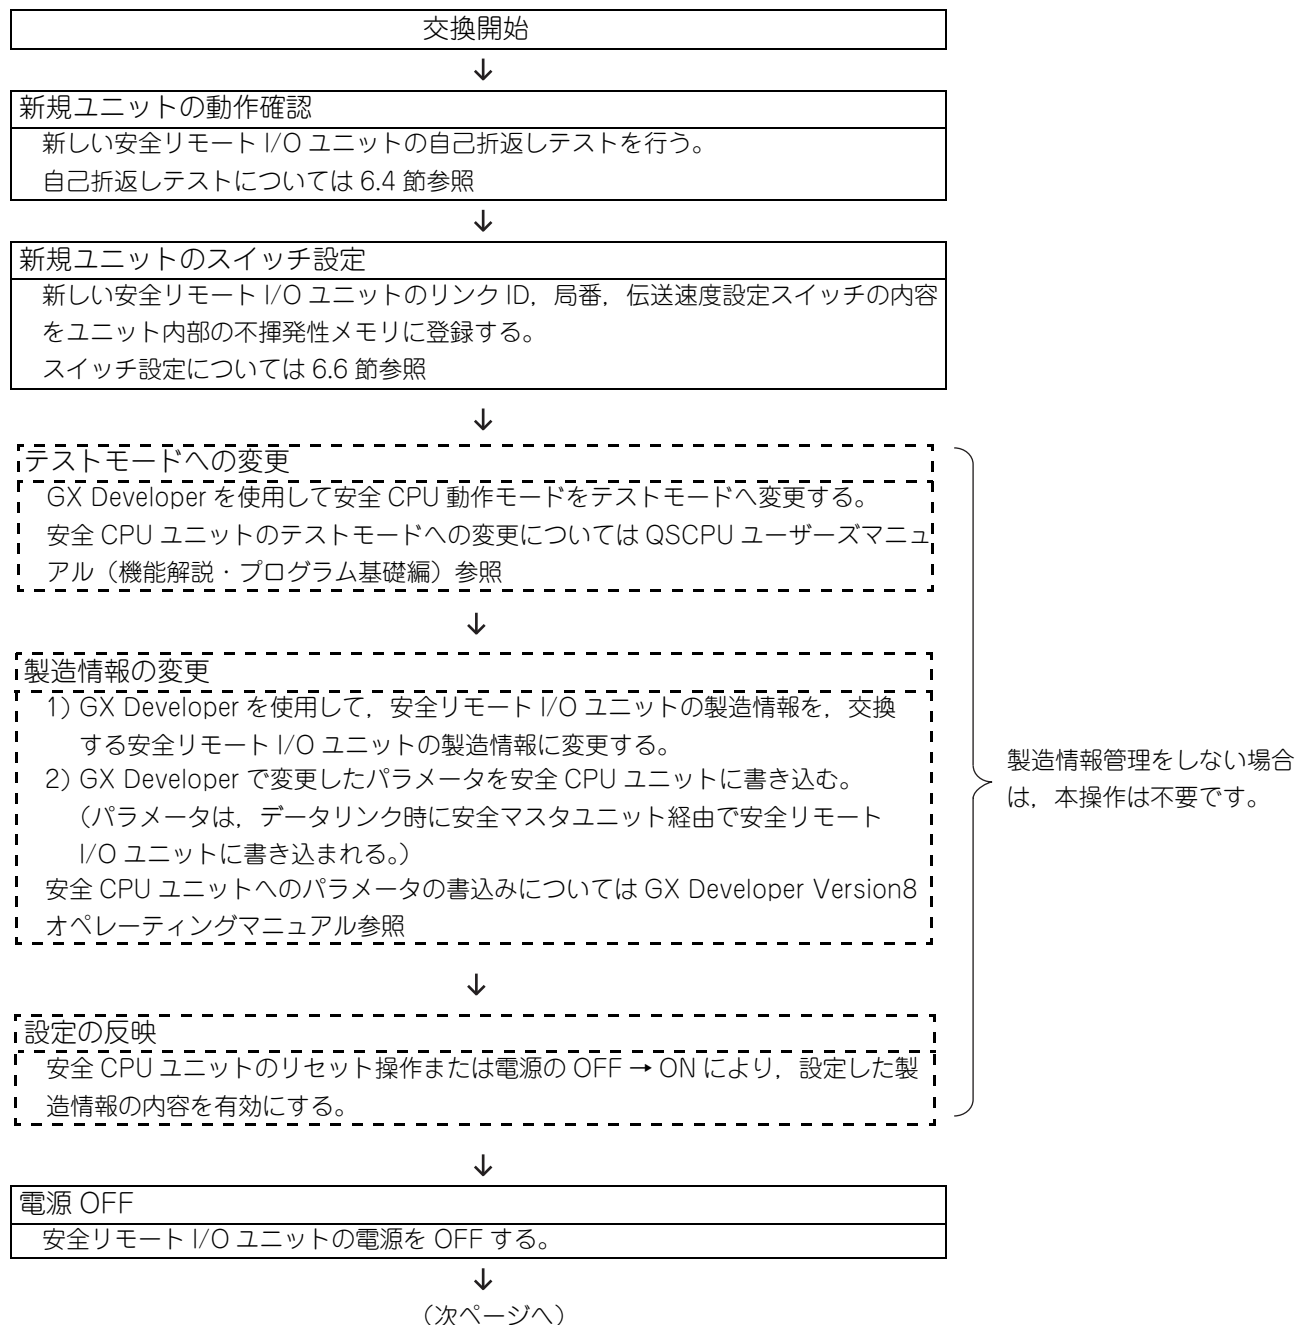 交換開始
↓
新規ユニットの動作確認
新しい安全リモート I/O ユニットの自己折返しテストを行う。
自己折返しテストについては 6.4 節参照
↓
新規ユニットのスイッチ設定
新しい安全リモート I/O ユニットのリンク ID，局番，伝送速度設定スイッチの内容
をユニット内部の不揮発性メモリに登録する。
スイッチ設定については 6.6 節参照
↓
テストモードへの変更
GX Developer を使用して安全 CPU 動作モードをテストモードへ変更する。
安全 CPU ユニットのテストモードへの変更については QSCPU ユーザーズマニュ
アル（機能解説・プログラム基礎編）参照
↓
製造情報の変更
1) GX Developer を使用して，安全リモート I/O ユニットの製造情報を，交換
する安全リモート I/O ユニットの製造情報に変更する。
2) GX Developer で変更したパラメータを安全 CPU ユニットに書き込む。
（パラメータは，データリンク時に安全マスタユニット経由で安全リモート
I/O ユニットに書き込まれる。）
安全 CPU ユニットへのパラメータの書込みについては GX Developer Version8
オペレーティングマニュアル参照
製造情報管理をしない場合
は，本操作は不要です。
↓
設定の反映
安全 CPU ユニットのリセット操作または電源の OFF → ON により，設定した製
造情報の内容を有効にする。
↓
電源 OFF
安全リモート I/O ユニットの電源を OFF する。
↓
（次ページへ）